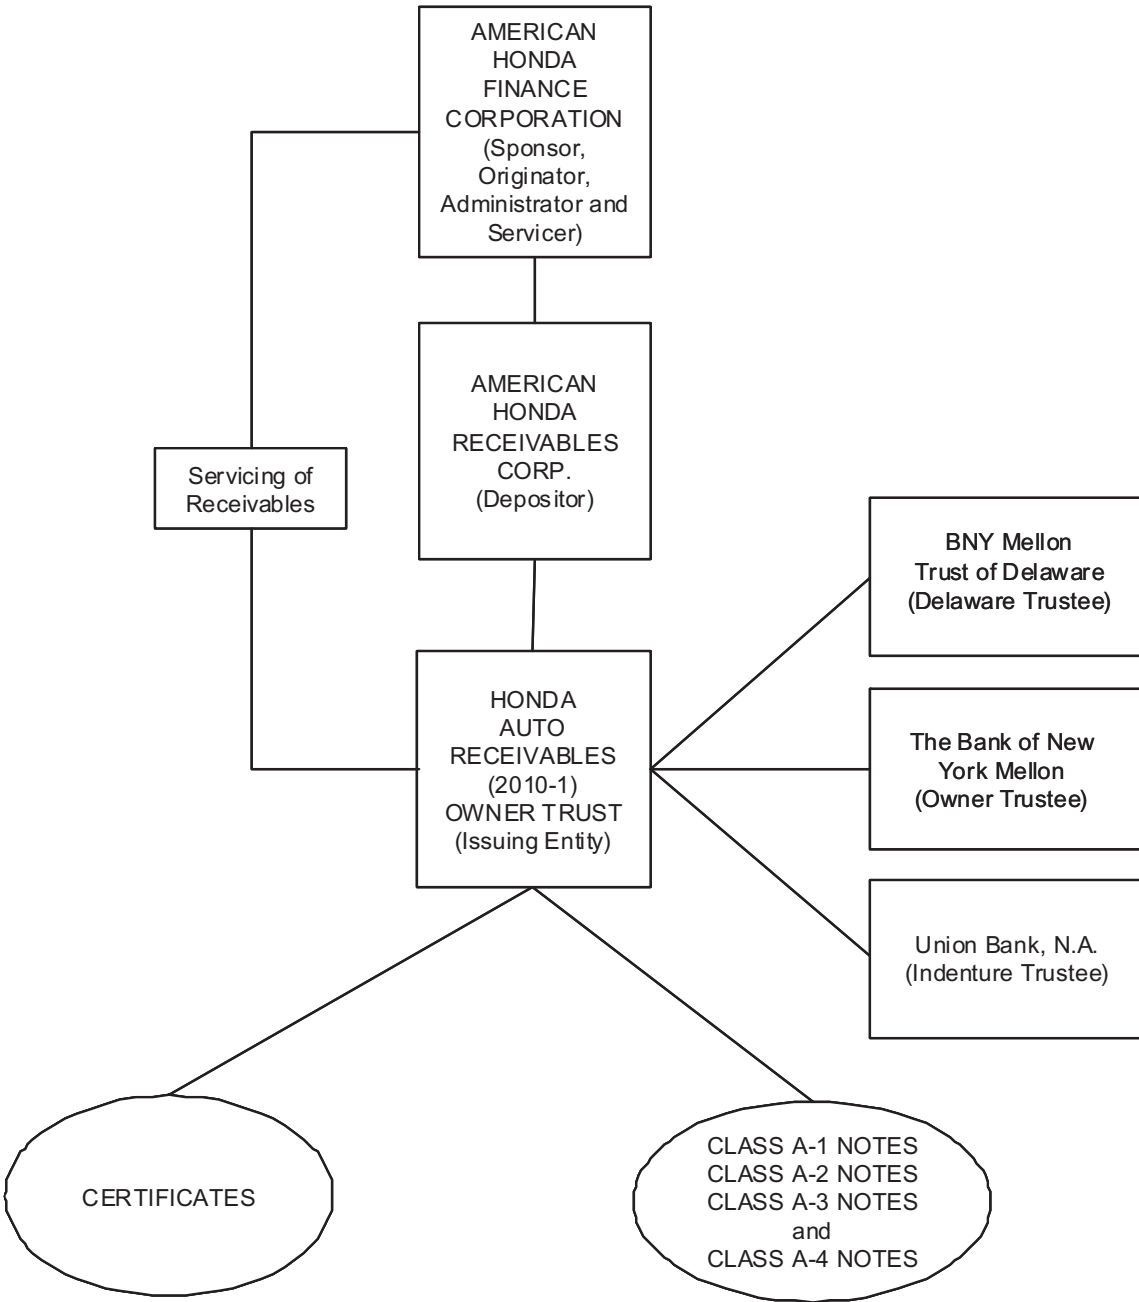 AMERICAN
HONDA
FINANCE
CORPORATION
(Sponsor,
Originator,
Administrator and
Servicer)
AMERICAN
HONDA
RECEIVABLES
CORP.
(Depositor)
Servicing of
Receivables
BNY Mellon
Trust of Delaware
(Delaware Trustee)
HONDA
AUTO
RECEIVABLES
(2010-1)
OWNER TRUST
(Issuing Entity)
The Bank of New
York Mellon
(Owner Trustee)
Union Bank, N.A.
(Indenture Trustee)
CERTIFICATES
CLASS A-1 NOTES
CLASS A-2 NOTES
CLASS A-3 NOTES
and
CLASS A-4 NOTES